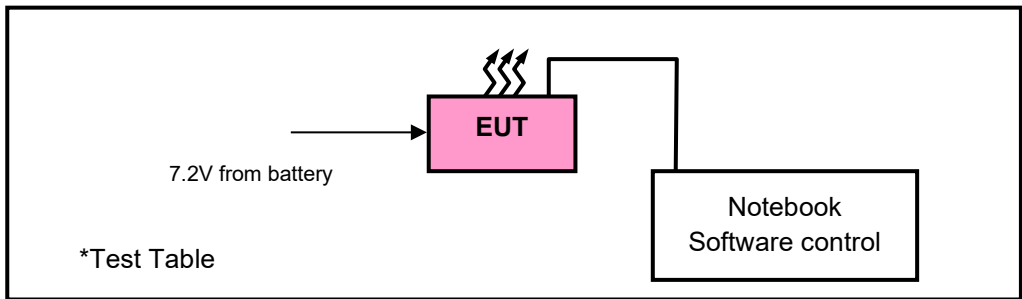 EUT
7.2V from battery
Notebook
Software control
*Test Table